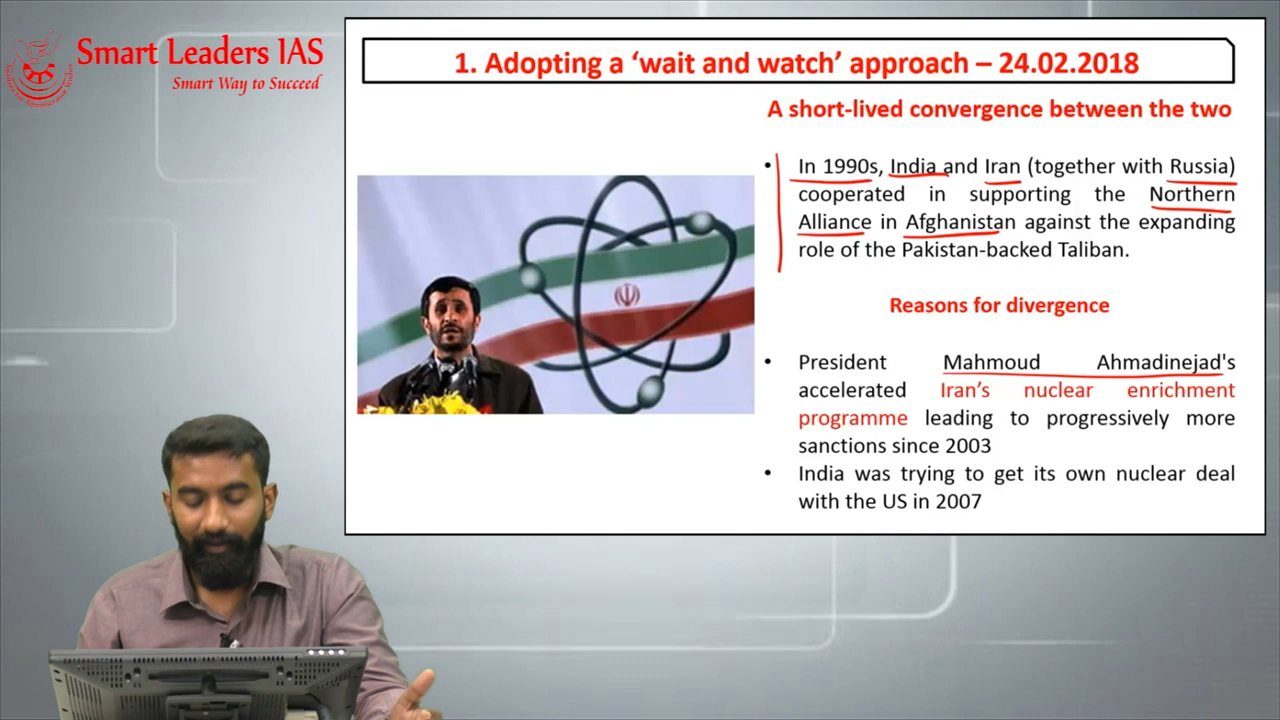 Smart Leaders IAS
Smart Way to Succeed
1. Adopting a ‘wait and watch’ approach – 24.02.2018
A short-lived convergence between the two
• In 1990s, India and Iran (together with Russia)
cooperated in supporting the Northern
Alliance in Afghanistan against the expanding
role of the Pakistan-backed Taliban.
Reasons for divergence
• President Mahmoud Ahmadinejad's
accelerated Iran’s nuclear enrichment
programme leading to progressively more
sanctions since 2003
• India was trying to get its own nuclear deal
with the US in 2007